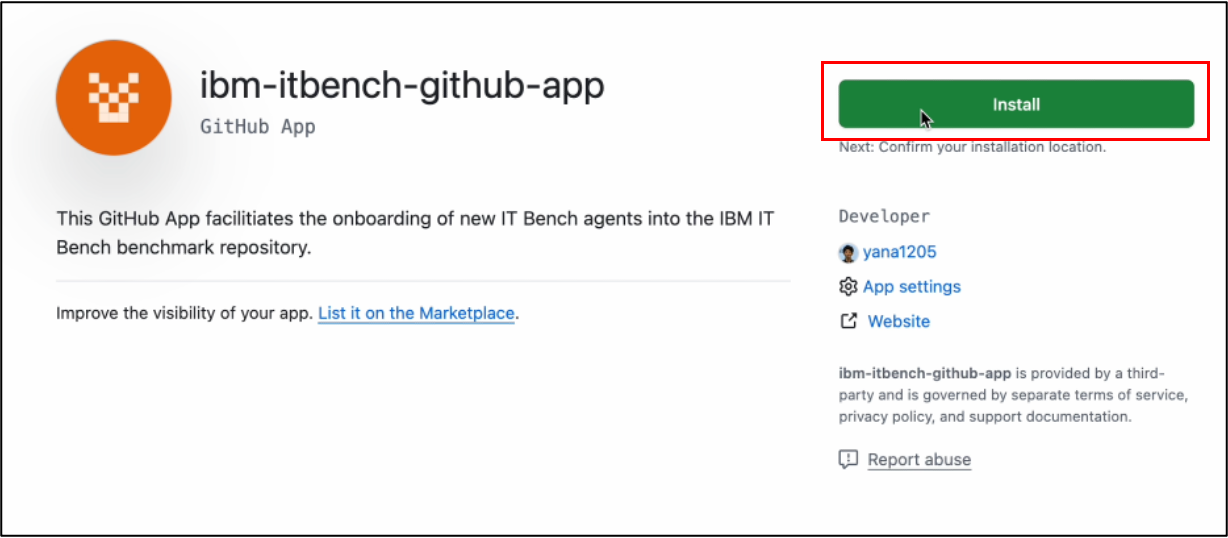 ibm-itbench-github-app
GitHub App
This GitHub App facilitiates the onboarding of new IT Bench agents into the IBM IT
Bench benchmark repository.
Improve the visibility of your app. List it on the Marketplace.
Install
Next: Confirm your installation location.
Developer
yana1205
App settings
Website
ibm-itbench-github-app is provided by a third-
party and is governed by separate terms of service,
privacy policy, and support documentation.
Report abuse